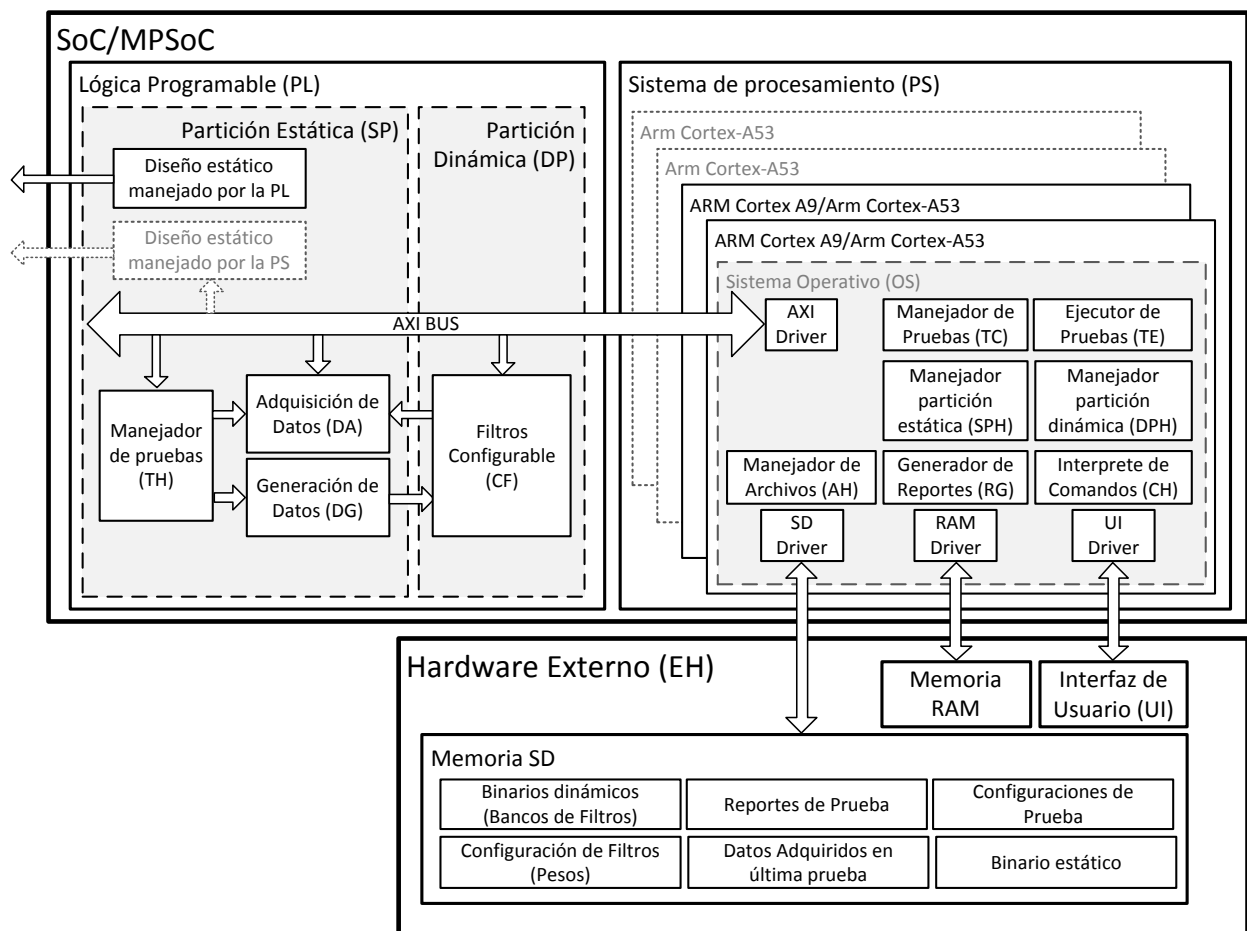 SoC/MPSoC
Lógica Programable (PL)
Partición Estática (SP)
Diseño estático
manejado por la PL
Diseño estático
manejado por la PS
Partición
Dinámica (DP)
AXI BUS
Manejador
de pruebas
(TH)
Adquisición de
Datos (DA)
Generación de
Datos (DG)
Filtros
Configurable
(CF)
Sistema de procesamiento (PS)
Arm Cortex-A53
Arm Cortex-A53
ARM Cortex A9/Arm Cortex-A53
ARM Cortex A9/Arm Cortex-A53
Sistema Operativo (OS)
AXI
Driver
Manejador de
Pruebas (TC)
Ejecutor de
Pruebas (TE)
Manejador
partición
estática (SPH)
Manejador
partición
dinámica (DPH)
Manejador de
Archivos (AH)
Generador de
Reportes (RG)
Interprete de
Comandos (CH)
SD
Driver
RAM
Driver
UI
Driver
Hardware Externo (EH)
Memoria
RAM
Interfaz de
Usuario (UI)
Memoria SD
Binarios dinámicos
(Bancos de Filtros)
Reportes de Prueba
Configuraciones de
Prueba
Configuración de Filtros
(Pesos)
Datos Adquiridos en
última prueba
Binario estático